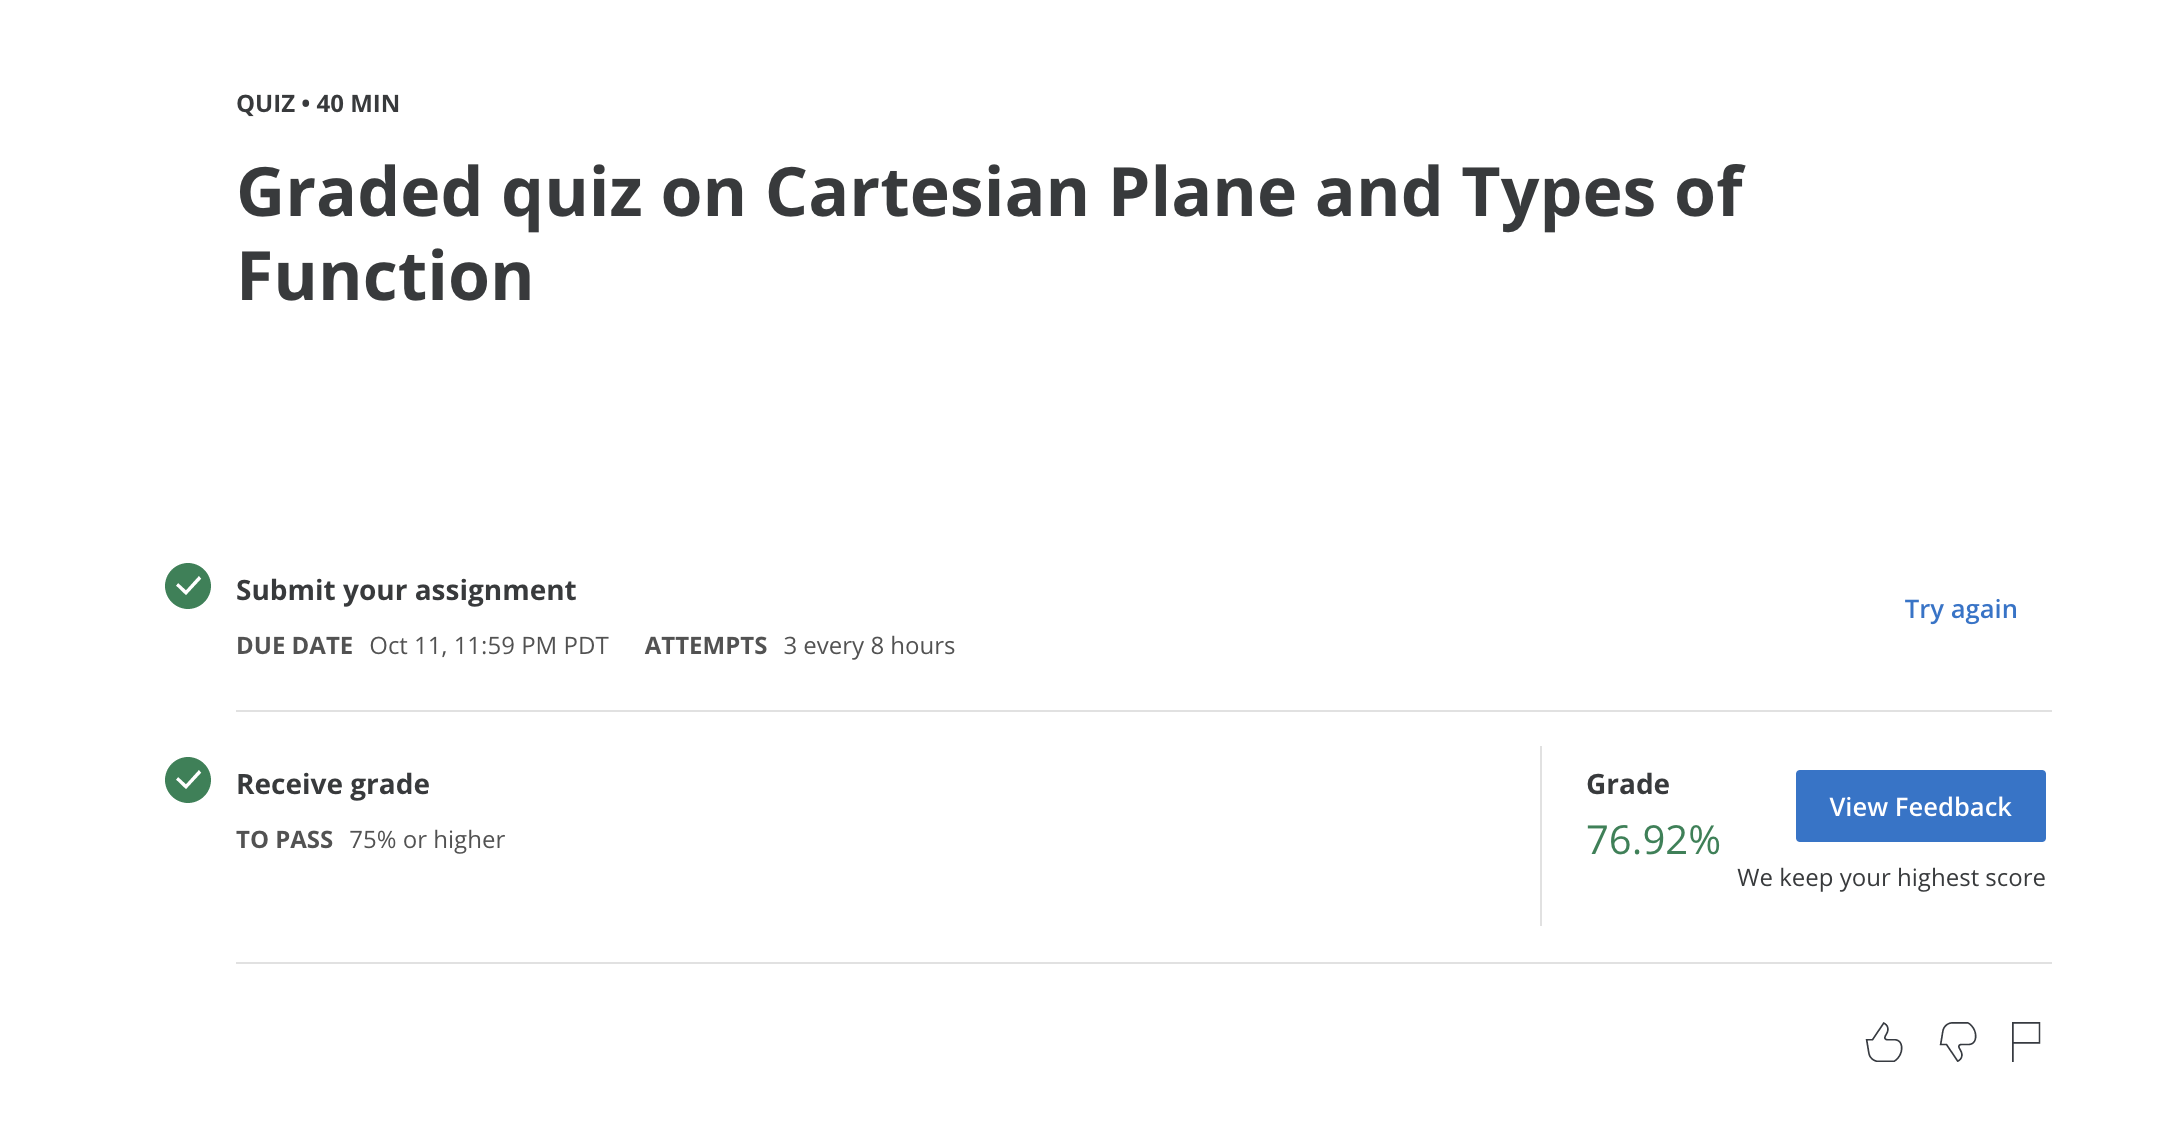 QUIZ • 40 MIN
Graded quiz on Cartesian Plane and Types of
Function
Submit your assignment
DUE DATE Oct 11, 11:59 PM PDT ATTEMPTS 3 every 8 hours
Try again
Receive grade
TO PASS 75% or higher
Grade
76.92%
View Feedback
We keep your highest score